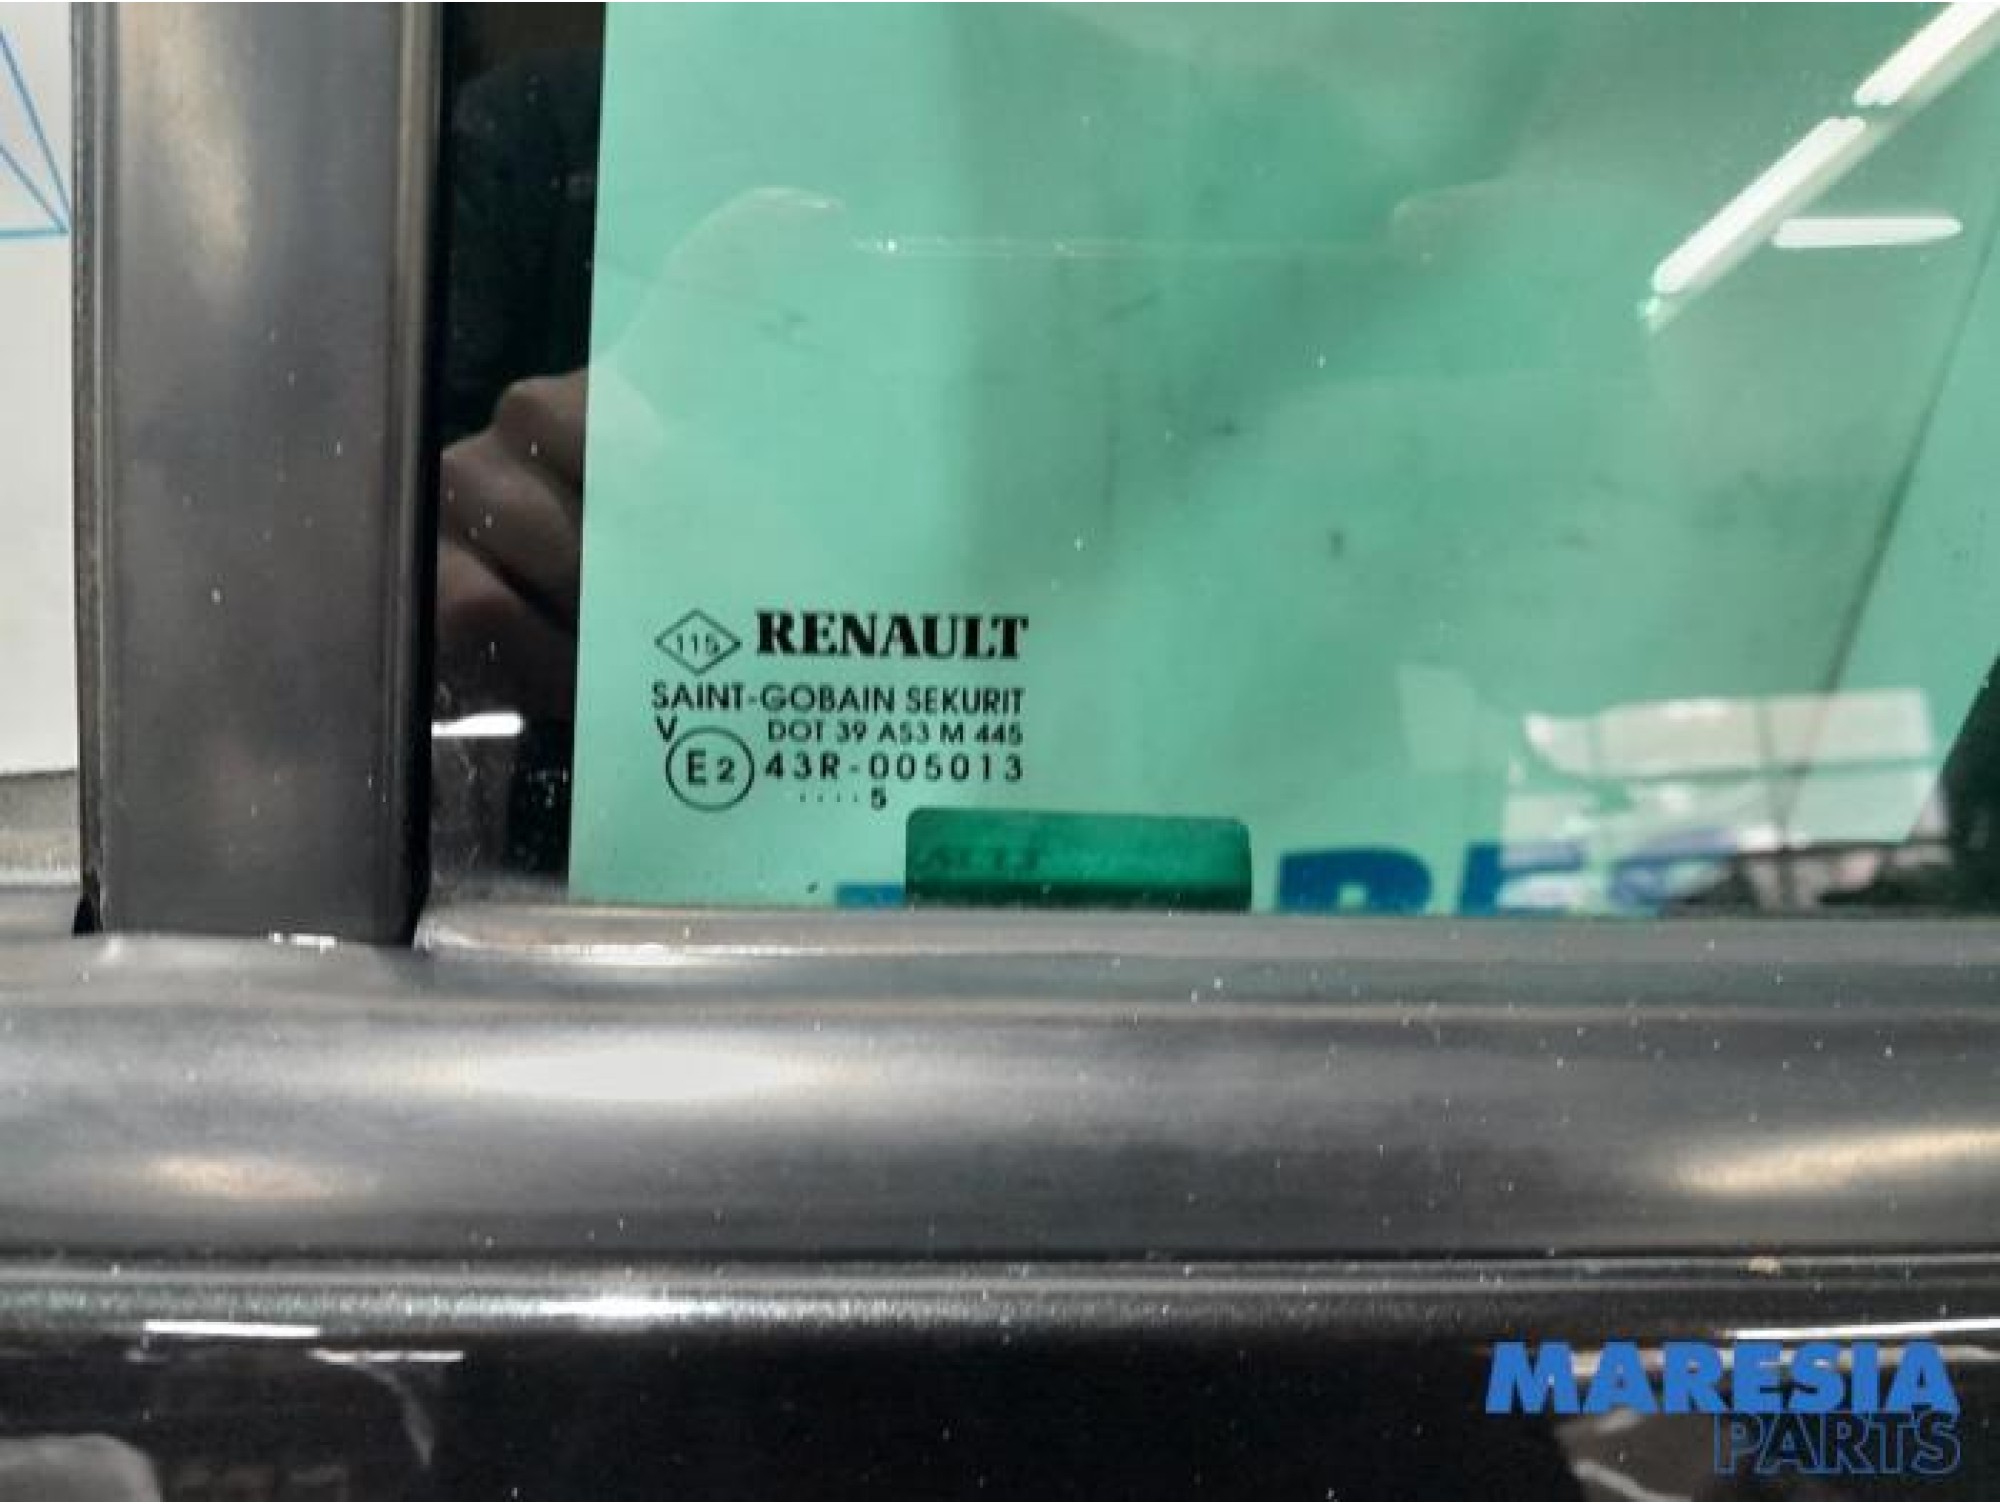 115 RENAULT
SAINT-GOBAIN SEKURIT
V DOT 39 AS3 M 445
E2 43R-005013
....5
MARESIA
PARTS